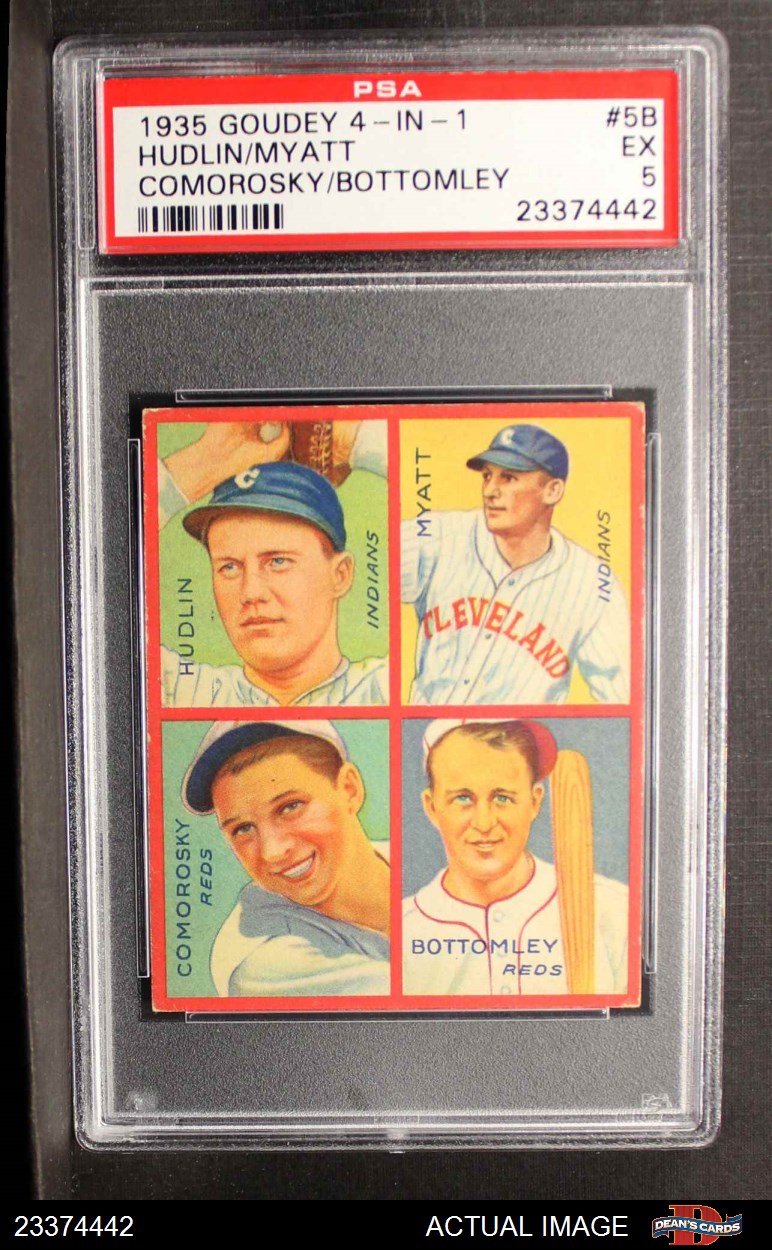 PSA
1935 GOUDEY 4-IN-1 #5B
HUDLIN/MYATT EX
COMOROSKY/BOTTOMLEY 5
23374442
C
HUDLIN
INDIANS
C
MYATT
INDIANS
CLEVELAND
COMOROSKY
REDS
BOTTOMLEY
REDS
23374442
ACTUAL IMAGE
D
DEAN'S CARDS